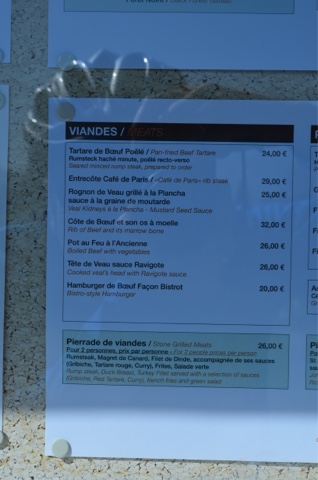 VIANDES / MEATS
Tartare de Bœuf Poêlé / Pan-fried Beef Tartare 24,00 €
Rumsteck haché minute, poêlé recto-verso
Seared minced rump steak, prepared to order
Entrecôte Café de Paris / «Café de Paris» rib steak 29,00 €
Rognon de Veau grillé à la Plancha 25,00 €
sauce à la graine de moutarde
Veal Kidneys à la Plancha - Mustard Seed Sauce
Côte de Bœuf et son os à moelle 32,00 €
Rib of Beef and its marrow bone
Pot au Feu à l'Ancienne 26,00 €
Boiled Beef with vegetables
Tête de Veau sauce Ravigote 26,00 €
Cooked veal's head with Ravigote sauce
Hamburger de Bœuf Façon Bistrot 20,00 €
Bistro-style Hamburger
Pierrade de viandes / Stone Grilled Meats 26,00 €
Pour 2 personnes, prix par personne - For 2 people prices per person
Rumsteak, Magret de Canard, Filet de Dinde, accompagnée de ses sauces
(Gribiche, Tartare rouge, Curry), Frites, Salade verte
Rump steak, Duck Breast, Turkey Fillet served with a selection of sauces
(Gribiche, Red Tartare, Curry), french fries and green salad